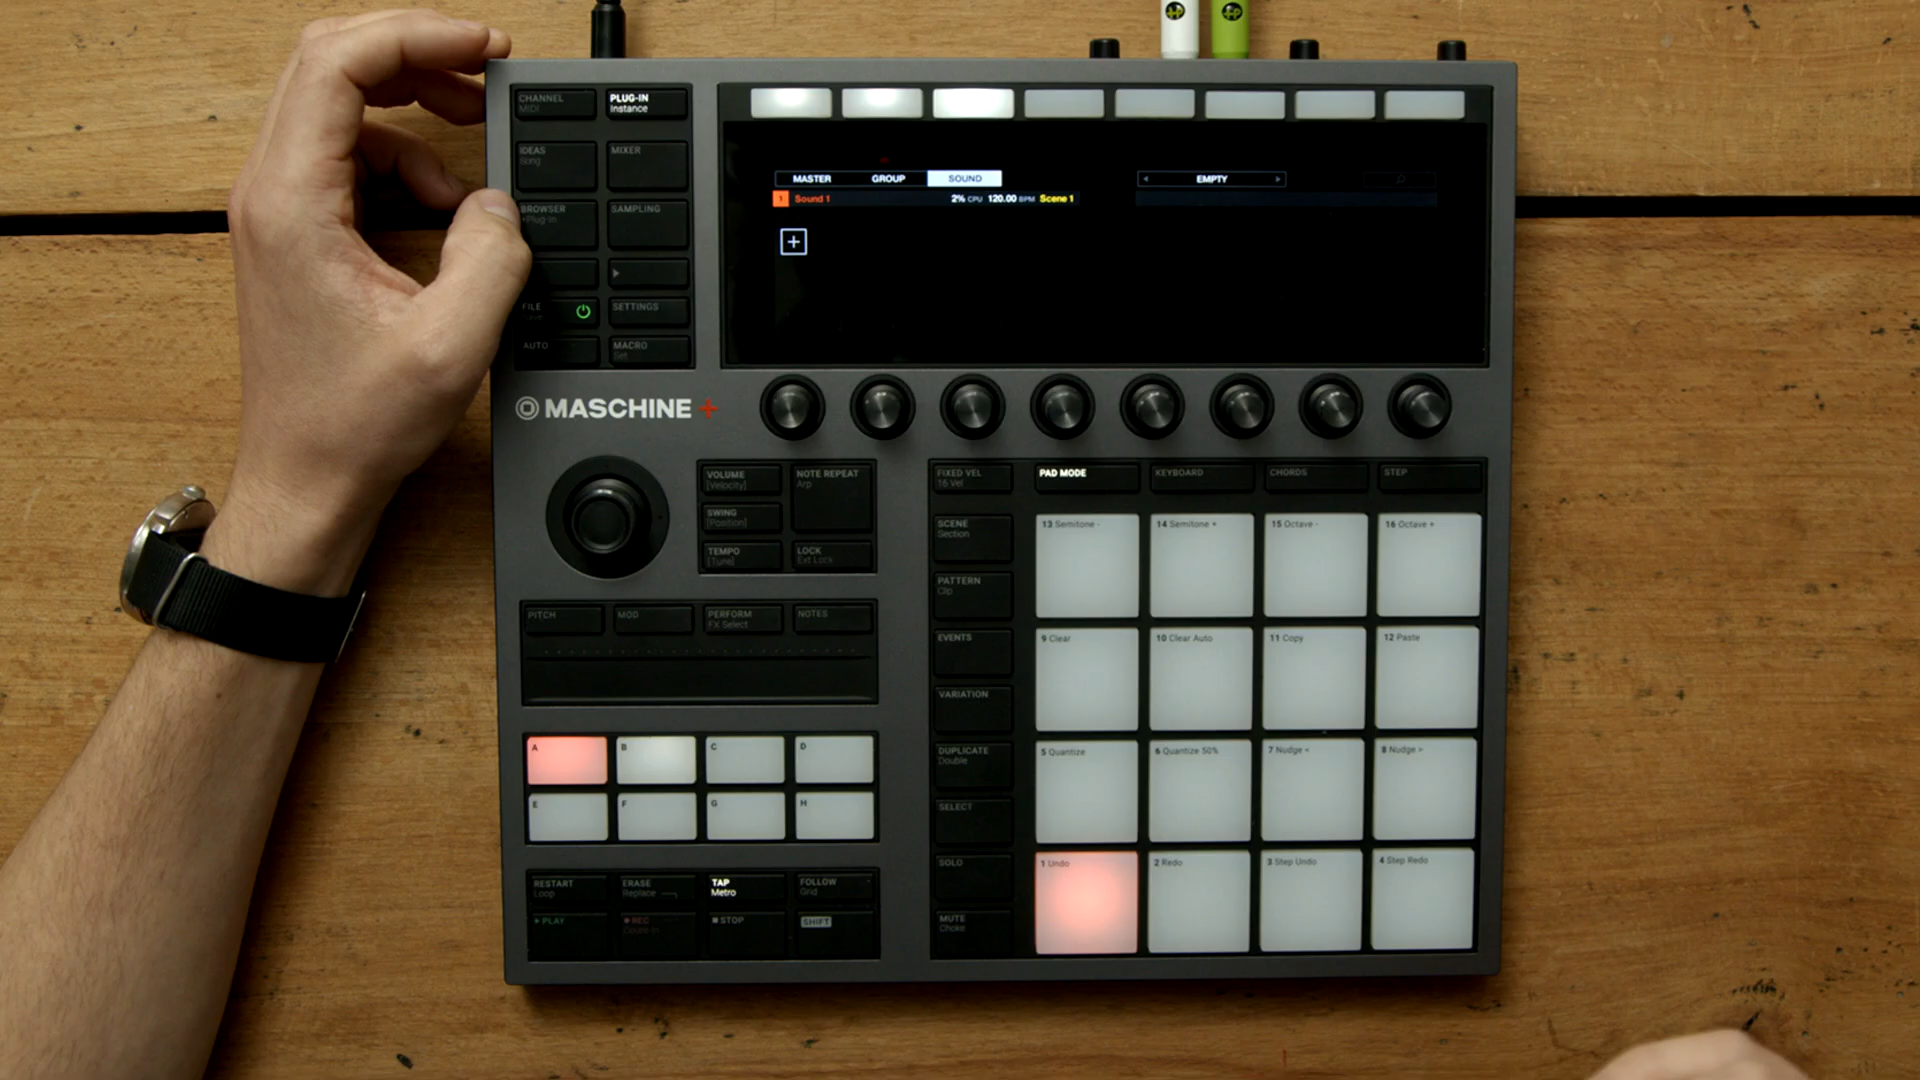 CHANNEL
MIDI
PLUG-IN
Instance
IDEAS
Song
MIXER
BROWSER
+Plug-In
SAMPLING
FILE
SETTINGS
AUTO
MACRO
Set
MASTER GROUP SOUND
EMPTY
1 Sound 1 2% CPU 120.00 BPM Scene 1
MASCHINE +
VOLUME
[Velocity]
NOTE REPEAT
Arp
SWING
[Position]
TEMPO
[Tune]
LOCK
Ext Lock
FIXED VEL
16 Vel
PAD MODE
KEYBOARD
CHORDS
STEP
SCENE
Section
PATTERN
Clip
EVENTS
VARIATION
DUPLICATE
Double
SELECT
SOLO
MUTE
Choke
13 Semitone -
14 Semitone +
15 Octave -
16 Octave +
9 Clear
10 Clear Auto
11 Copy
12 Paste
5 Quantize
6 Quantize 50%
7 Nudge <
8 Nudge >
1 Undo
2 Redo
3 Step Undo
4 Step Redo
PITCH
MOD
PERFORM
FX Select
NOTES
A
B
C
D
E
F
G
H
RESTART
Loop
ERASE
Replace
TAP
Metro
FOLLOW
Grid
PLAY
REC
Count-in
STOP
SHIFT